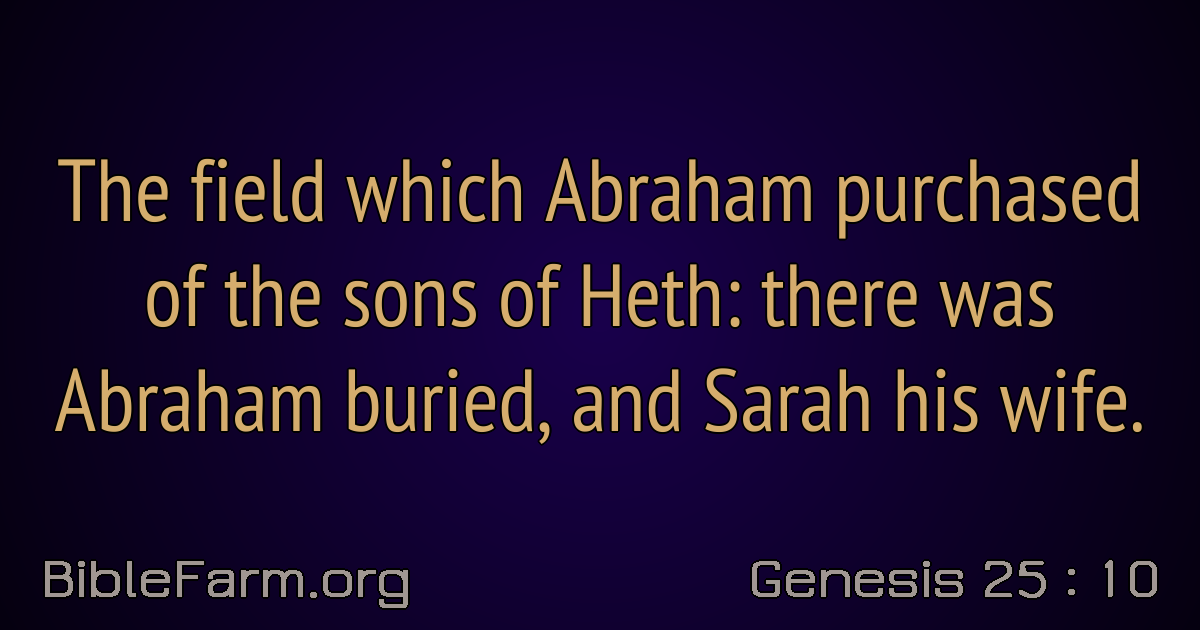 The field which Abraham purchased
of the sons of Heth: there was
Abraham buried, and Sarah his wife.
BibleFarm.org
Genesis 25 : 10